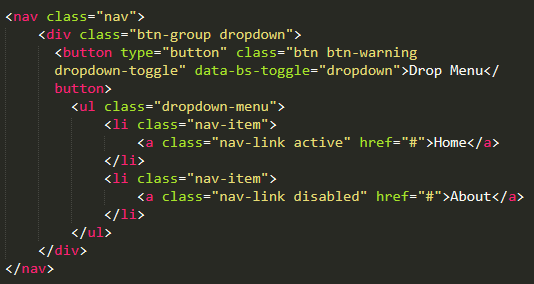 <nav class="nav">
<div class="btn-group dropdown">
<button type="button" class="btn btn-warning
dropdown-toggle" data-bs-toggle="dropdown">Drop Menu</
button>
<ul class="dropdown-menu">
<li class="nav-item">
<a class="nav-link active" href="#">Home</a>
</li>
<li class="nav-item">
<a class="nav-link disabled" href="#">About</a>
</li>
</ul>
</div>
</nav>